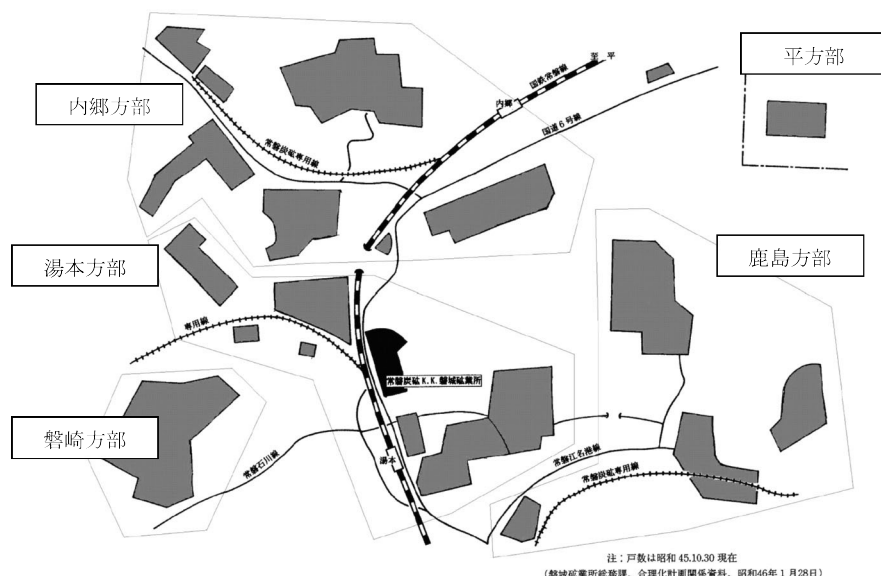 平方部
至 平
国鉄常磐線
内郷
国道6号線
内郷方部
常磐炭砿専用線
湯本方部
鹿島方部
専用線
常磐炭砿K.K.磐城砿業所
磐崎方部
湯本
常磐石川線
常磐江名港線
常磐炭砿専用線
注：戸数は昭和 45.10.30 現在
（磐城砿業所総務課、合理化計画関係資料、昭和46年1月28日）